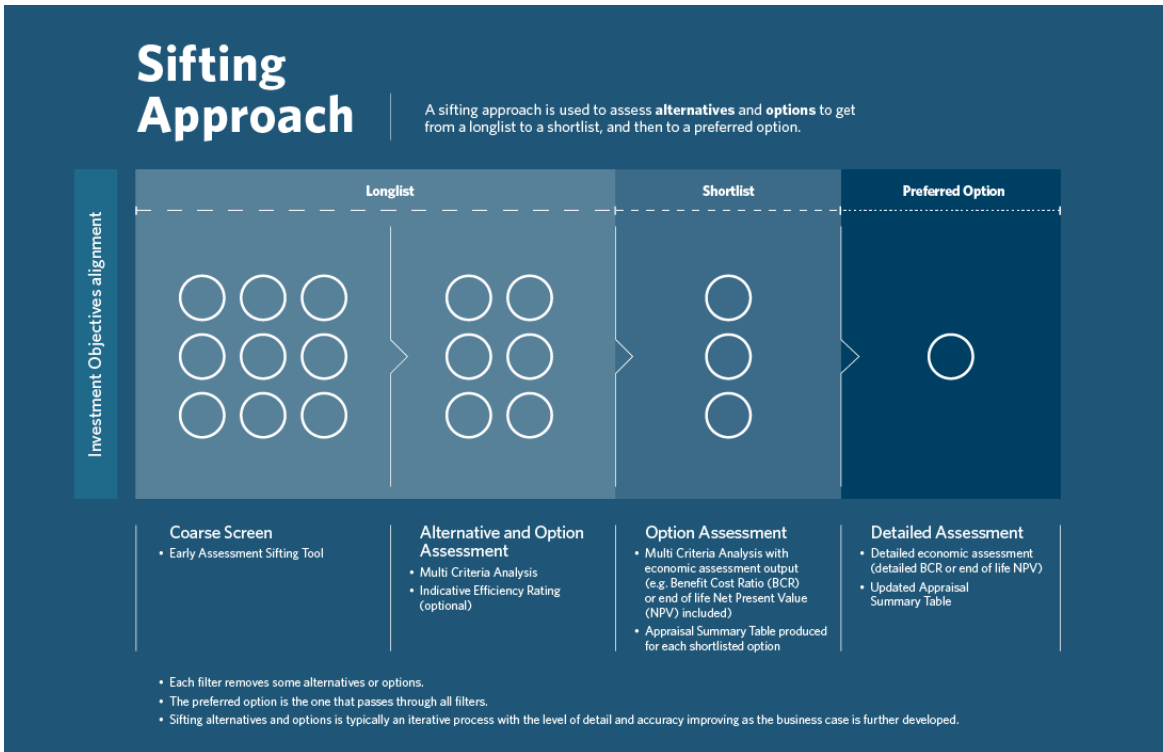 Sifting
Approach
A sifting approach is used to assess alternatives and options to get
from a longlist to a shortlist, and then to a preferred option.
Investment Objectives alignment
Longlist
Shortlist
Preferred Option
Coarse Screen
• Early Assessment Sifting Tool
Alternative and Option
Assessment
• Multi Criteria Analysis
• Indicative Efficiency Rating
(optional)
Option Assessment
• Multi Criteria Analysis with
economic assessment output
(e.g. Benefit Cost Ratio (BCR)
or end of life Net Present Value
(NPV) included)
• Appraisal Summary Table produced
for each shortlisted option
Detailed Assessment
• Detailed economic assessment
(detailed BCR or end of life NPV)
• Updated Appraisal
Summary Table
• Each filter removes some alternatives or options.
• The preferred option is the one that passes through all filters.
• Sifting alternatives and options is typically an iterative process with the level of detail and accuracy improving as the business case is further developed.